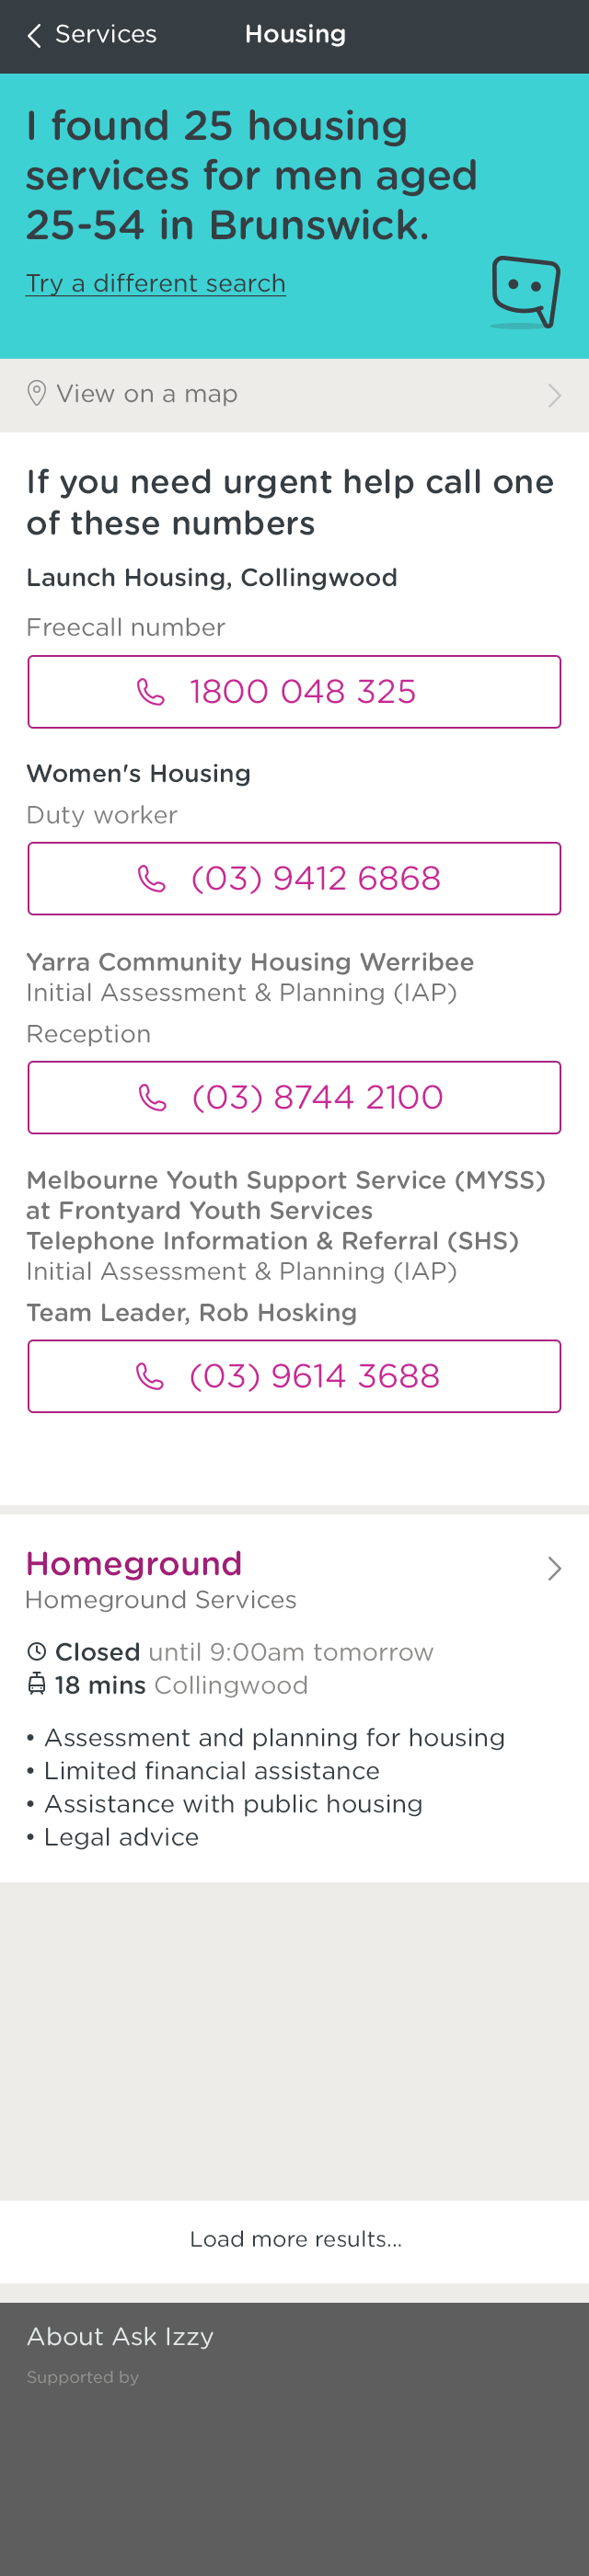 Services
Housing
I found 25 housing
services for men aged
25-54 in Brunswick.
Try a different search
View on a map
If you need urgent help call one
of these numbers
Launch Housing, Collingwood
Freecall number
1800 048 325
Women's Housing
Duty worker
(03) 9412 6868
Yarra Community Housing Werribee
Initial Assessment & Planning (IAP)
Reception
(03) 8744 2100
Melbourne Youth Support Service (MYSS)
at Frontyard Youth Services
Telephone Information & Referral (SHS)
Initial Assessment & Planning (IAP)
Team Leader, Rob Hosking
(03) 9614 3688
Homeground
Homeground Services
Closed until 9:00am tomorrow
18 mins Collingwood
• Assessment and planning for housing
• Limited financial assistance
• Assistance with public housing
• Legal advice
Load more results...
About Ask Izzy
Supported by